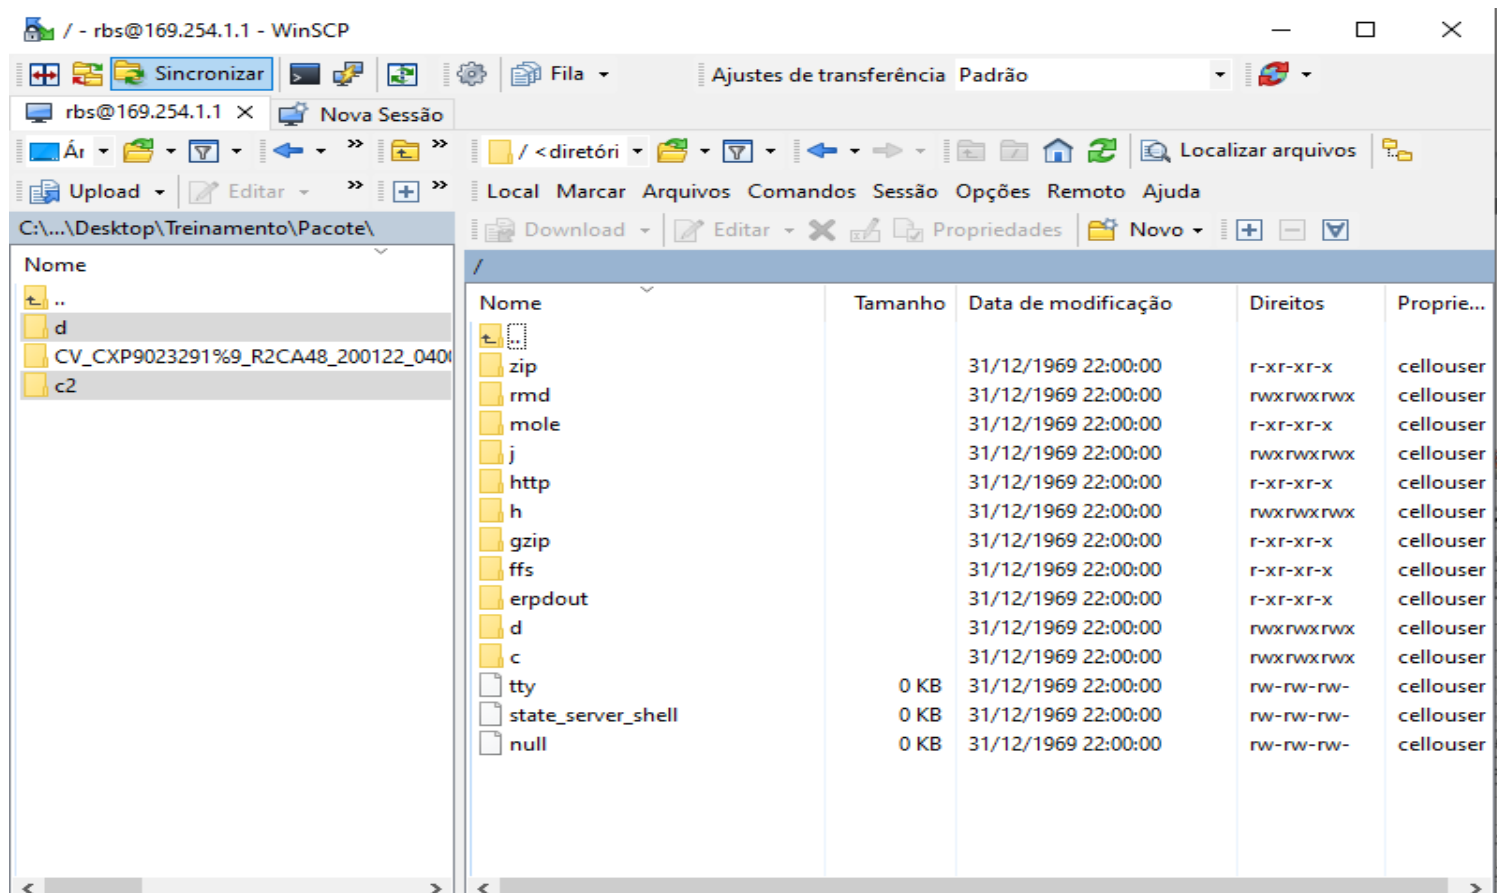 / - rbs@169.254.1.1 - WinSCP
Sincronizar Fila Ajustes de transferência Padrão
rbs@169.254.1.1 Nova Sessão
Ár / <diretóri Localizar arquivos
Upload Editar Local Marcar Arquivos Comandos Sessão Opções Remoto Ajuda
C:\...\Desktop\Treinamento\Pacote\
Nome
..
d
CV_CXP9023291%9_R2CA48_200122_040
c2
Download Editar Propriedades Novo
/
Nome Tamanho Data de modificação Direitos Proprie...
..
zip 31/12/1969 22:00:00 r-xr-xr-x cellouser
rmd 31/12/1969 22:00:00 rwxrwxrwx cellouser
mole 31/12/1969 22:00:00 r-xr-xr-x cellouser
j 31/12/1969 22:00:00 rwxrwxrwx cellouser
http 31/12/1969 22:00:00 r-xr-xr-x cellouser
h 31/12/1969 22:00:00 rwxrwxrwx cellouser
gzip 31/12/1969 22:00:00 r-xr-xr-x cellouser
ffs 31/12/1969 22:00:00 r-xr-xr-x cellouser
erpdout 31/12/1969 22:00:00 r-xr-xr-x cellouser
d 31/12/1969 22:00:00 rwxrwxrwx cellouser
c 31/12/1969 22:00:00 rwxrwxrwx cellouser
tty 0 KB 31/12/1969 22:00:00 rw-rw-rw- cellouser
state_server_shell 0 KB 31/12/1969 22:00:00 rw-rw-rw- cellouser
null 0 KB 31/12/1969 22:00:00 rw-rw-rw- cellouser